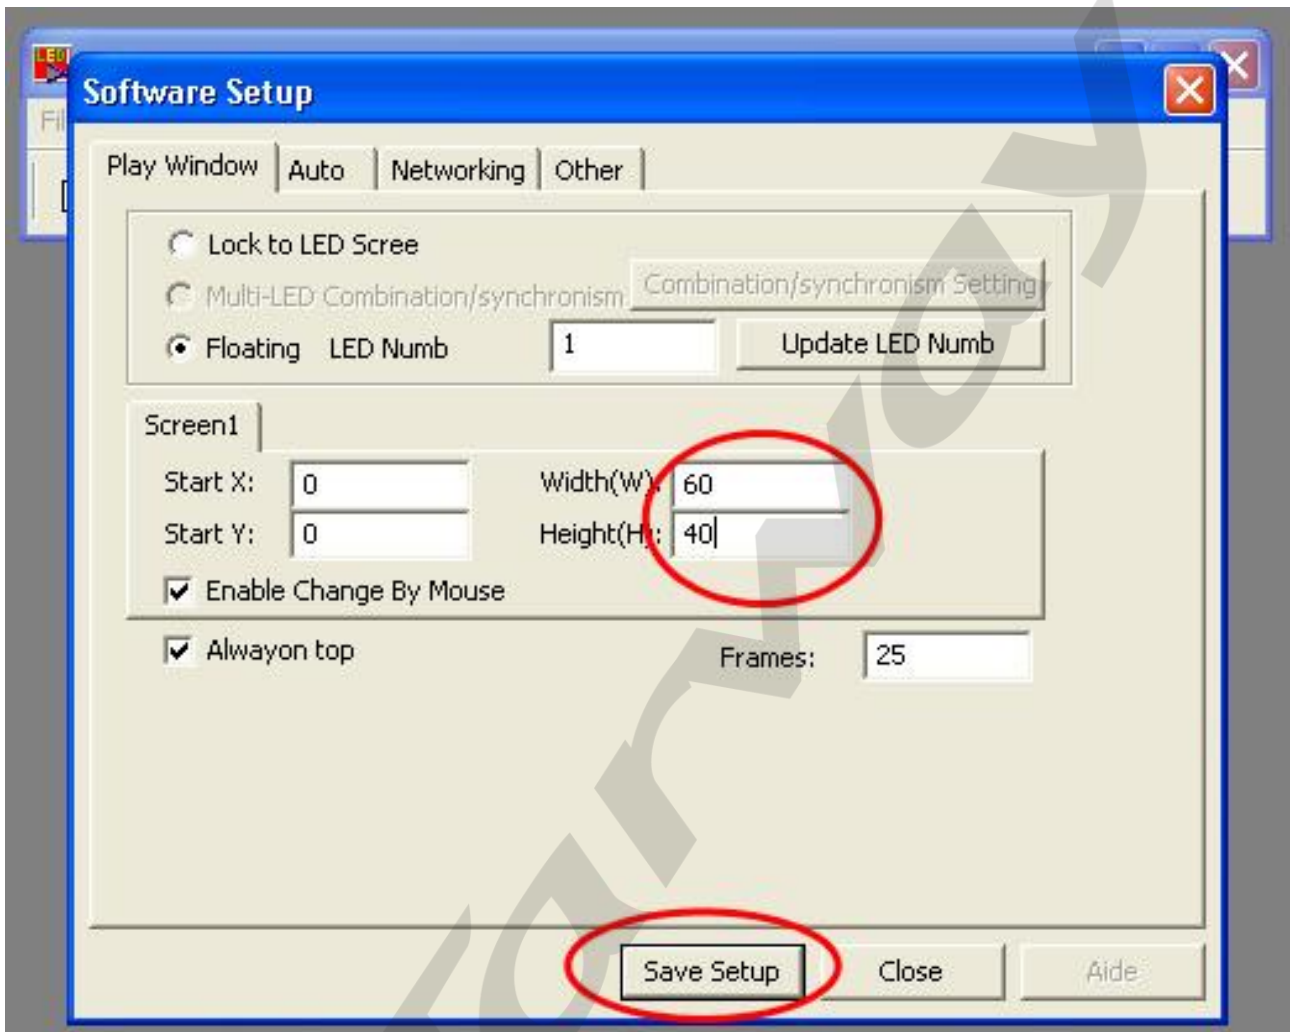 LED
Fil
Software Setup
Play Window Auto Networking Other
Lock to LED Scree
Multi-LED Combination/synchronism Combination/synchronism Setting
Floating LED Numb 1 Update LED Numb
Screen1
Start X: 0 Width(W): 60
Start Y: 0 Height(H): 40
Enable Change By Mouse
Alwayon top Frames: 25
Save Setup Close Aide